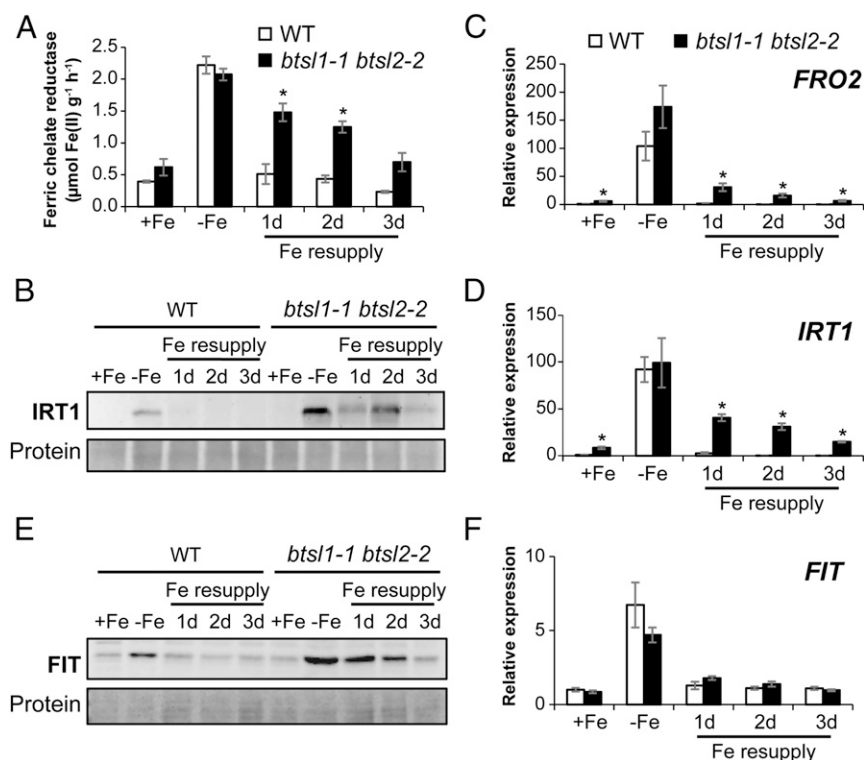 A
WT
btsl1-1 btsl2-2
Ferric chelate reductase
(µmol Fe(II) g⁻¹ h⁻¹)
2.5
2.0
1.5
1.0
0.5
0.0
* *
+Fe -Fe 1d 2d 3d
Fe resupply
B
WT btsl1-1 btsl2-2
Fe resupply Fe resupply
+Fe -Fe 1d 2d 3d +Fe -Fe 1d 2d 3d
IRT1
Protein
E
WT btsl1-1 btsl2-2
Fe resupply Fe resupply
+Fe -Fe 1d 2d 3d +Fe -Fe 1d 2d 3d
FIT
Protein
C
WT btsl1-1 btsl2-2
FRO2
Relative expression
250
200
150
100
50
0
* * * *
+Fe -Fe 1d 2d 3d
Fe resupply
D
IRT1
Relative expression
150
100
50
0
* * * *
+Fe -Fe 1d 2d 3d
Fe resupply
F
FIT
Relative expression
10
5
0
+Fe -Fe 1d 2d 3d
Fe resupply